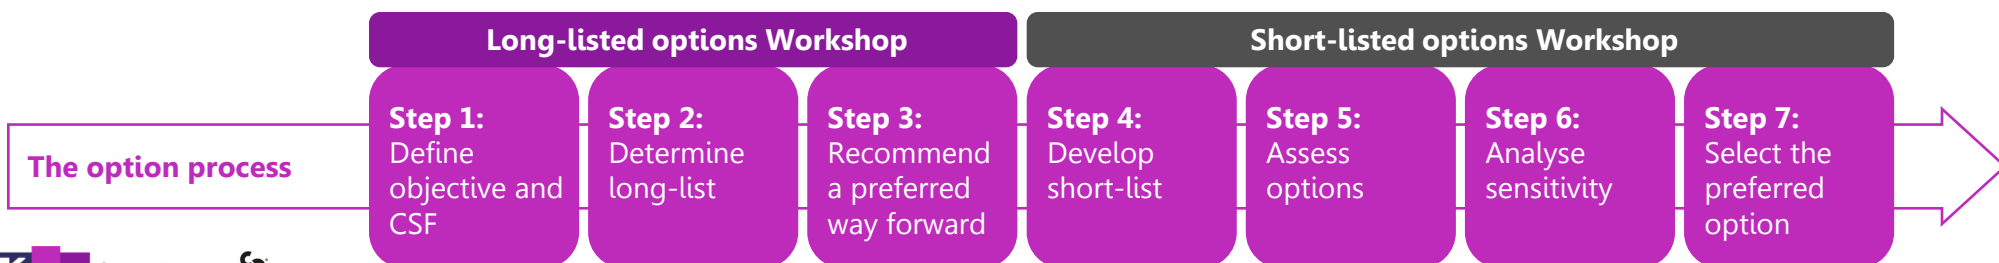 Long-listed options Workshop
Short-listed options Workshop
The option process
Step 1:
Define
objective and
CSF
Step 2:
Determine
long-list
Step 3:
Recommend
a preferred
way forward
Step 4:
Develop
short-list
Step 5:
Assess
options
Step 6:
Analyse
sensitivity
Step 7:
Select the
preferred
option